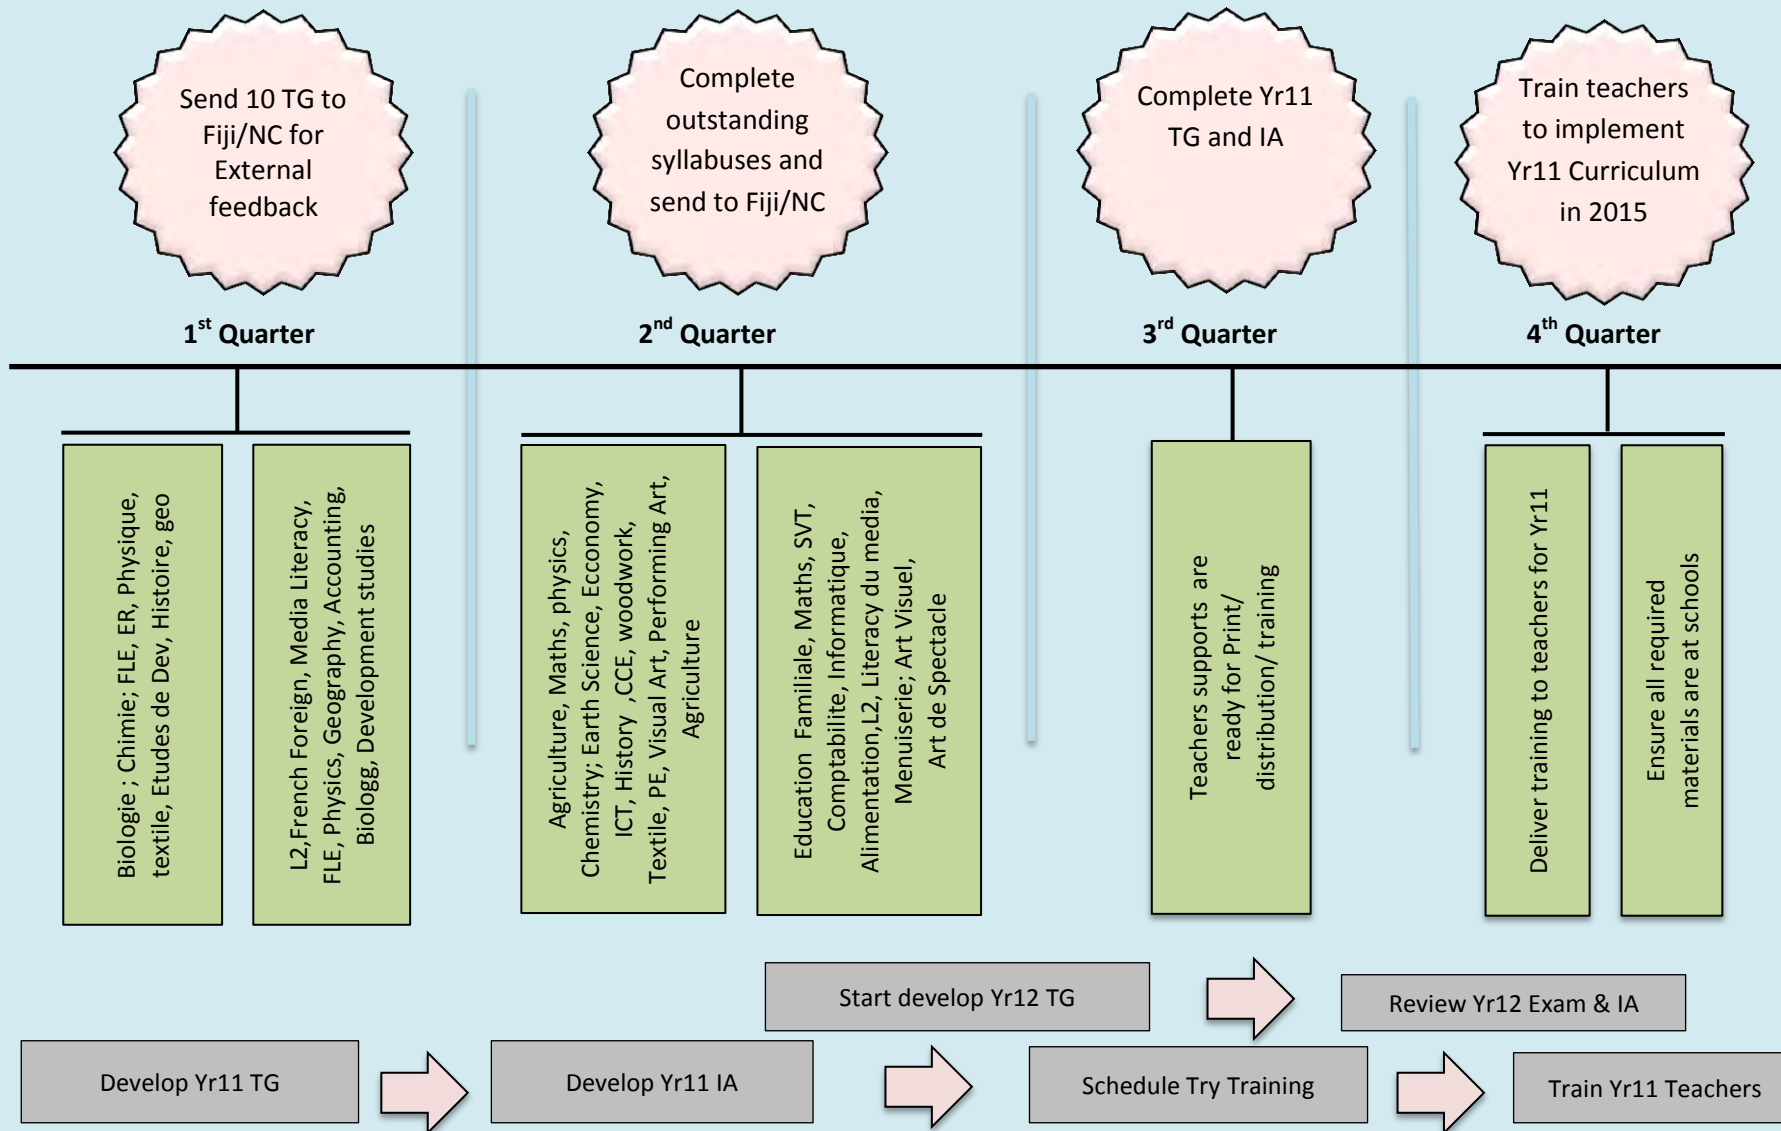 Send 10 TG to
Fiji/NC for
External
feedback
Complete
outstanding
syllabuses and
send to Fiji/NC
Complete Yr11
TG and IA
Train teachers
to implement
Yr11 Curriculum
in 2015
1st Quarter
2nd Quarter
3rd Quarter
4th Quarter
Biologie ; Chimie; FLE, ER, Physique,
textile, Etudes de Dev, Histoire, geo
L2,French Foreign, Media Literacy,
FLE, Physics, Geography, Accounting,
Biologg, Development studies
Agriculture, Maths, physics,
Chemistry; Earth Science, Ecconomy,
ICT, History ,CCE, woodwork,
Textile, PE, Visual Art, Performing Art,
Agriculture
Education Familiale, Maths, SVT,
Comptabilite, Informatique,
Alimentation,L2, Literacy du media,
Menuiserie; Art Visuel,
Art de Spectacle
Teachers supports are
ready for Print/
distribution/ training
Deliver training to teachers for Yr11
Ensure all required
materials are at schools
Start develop Yr12 TG
Review Yr12 Exam & IA
Develop Yr11 TG
Develop Yr11 IA
Schedule Try Training
Train Yr11 Teachers